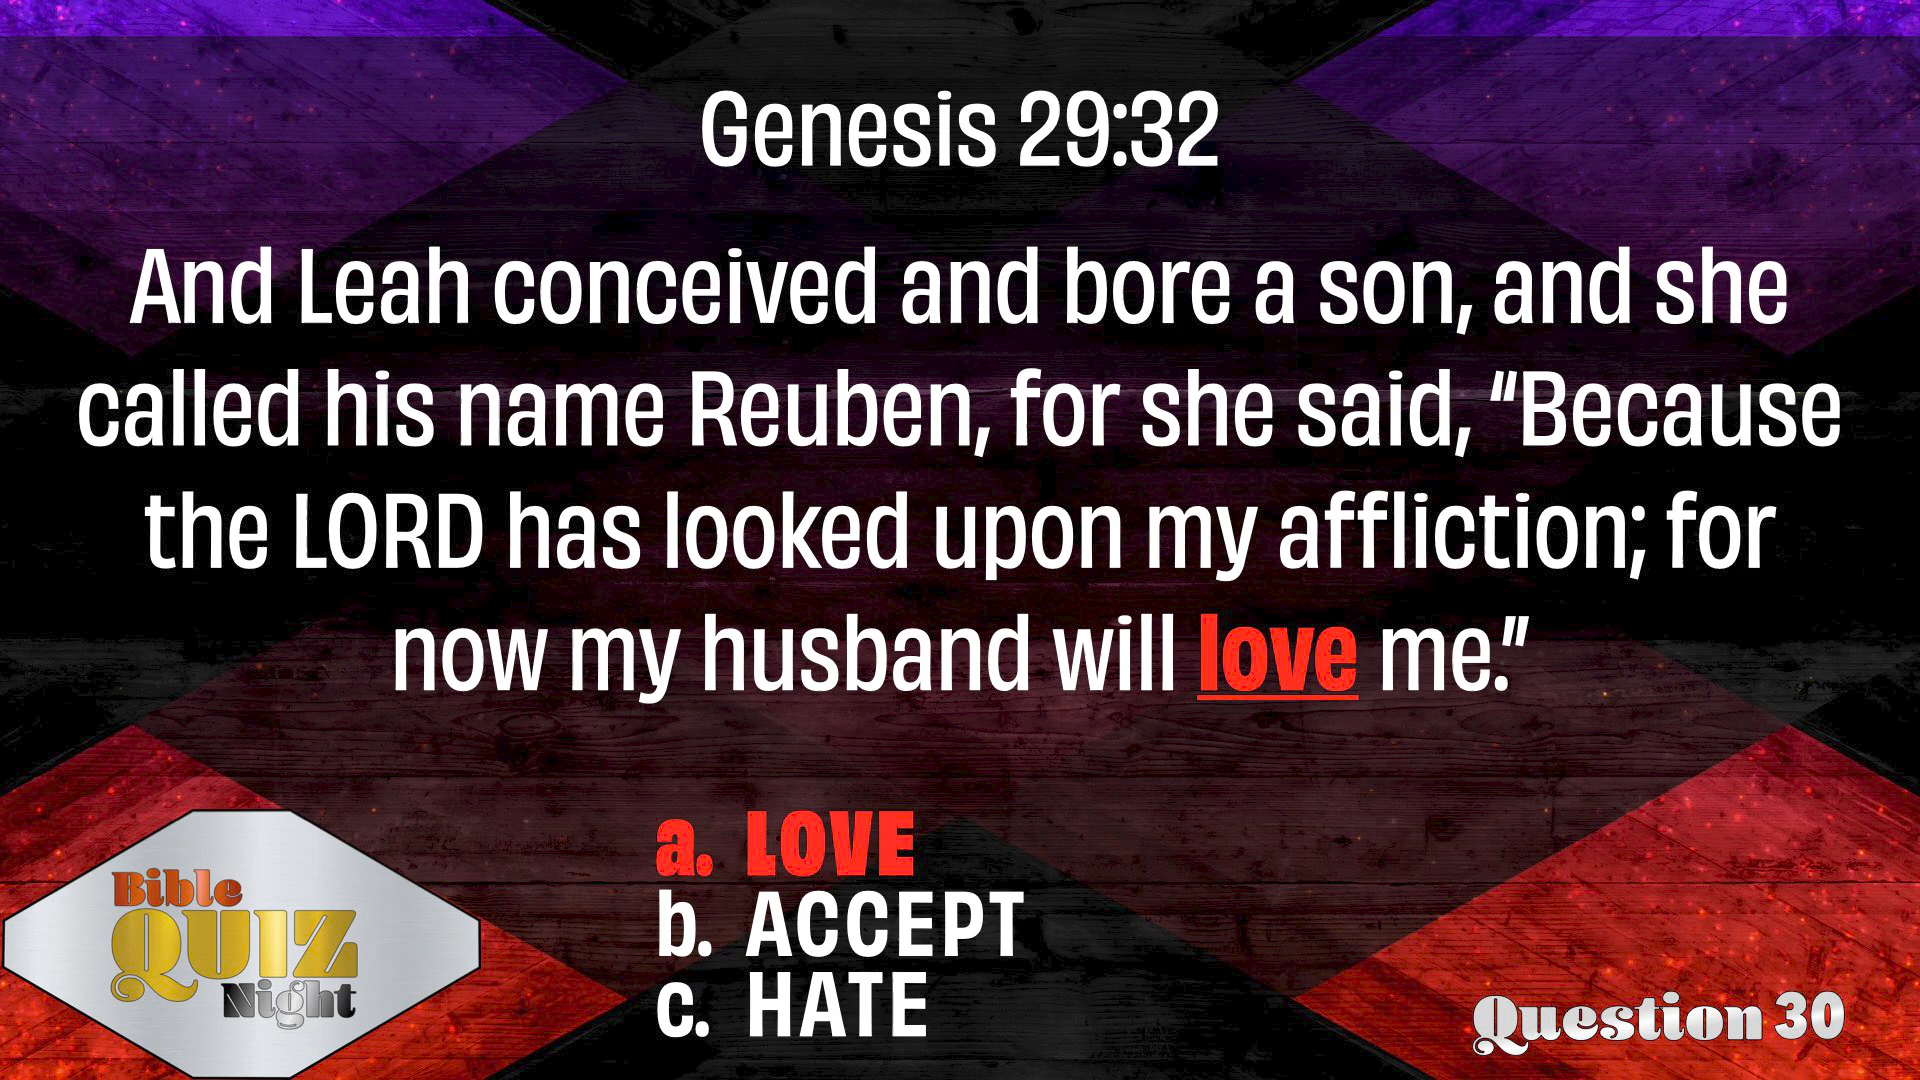 Genesis 29:32
And Leah conceived and bore a son, and she
called his name Reuben, for she said, “Because
the LORD has looked upon my affliction; for
now my husband will love me.”
a. LOVE
b. ACCEPT
c. HATE
Bible
QUIZ
Night
Question 30